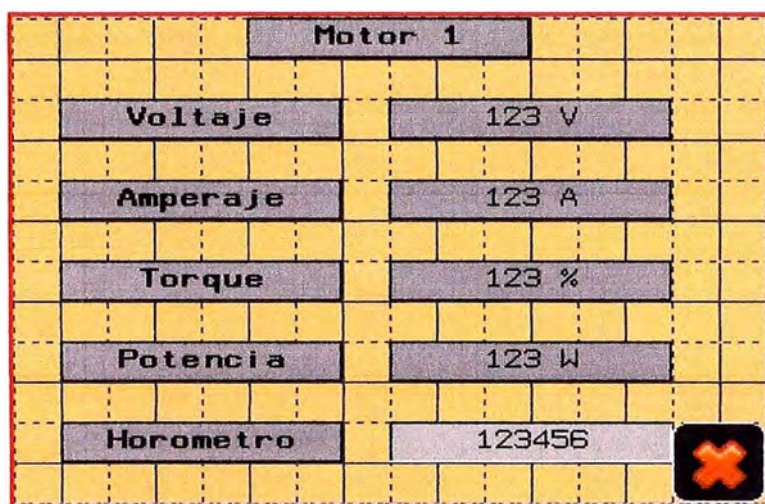 Motor 1
Voltaje 123 V
Amperaje 123 A
Torque 123 %
Potencia 123 W
Horometro 123456